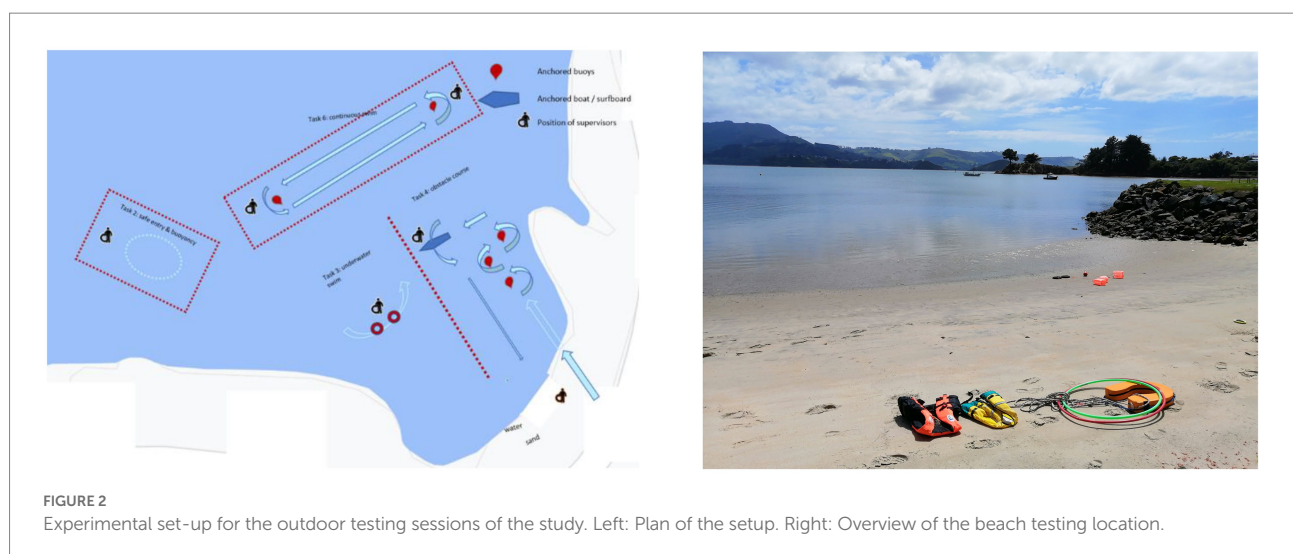 Anchored buoys
Anchored boat / surfboard
Position of supervisors
Task 6: continuous swim
Task 4: obstacle course
Task 2: safe entry & buoyancy
Task 3: underwater
swim
water
sand
FIGURE 2
Experimental set-up for the outdoor testing sessions of the study. Left: Plan of the setup. Right: Overview of the beach testing location.